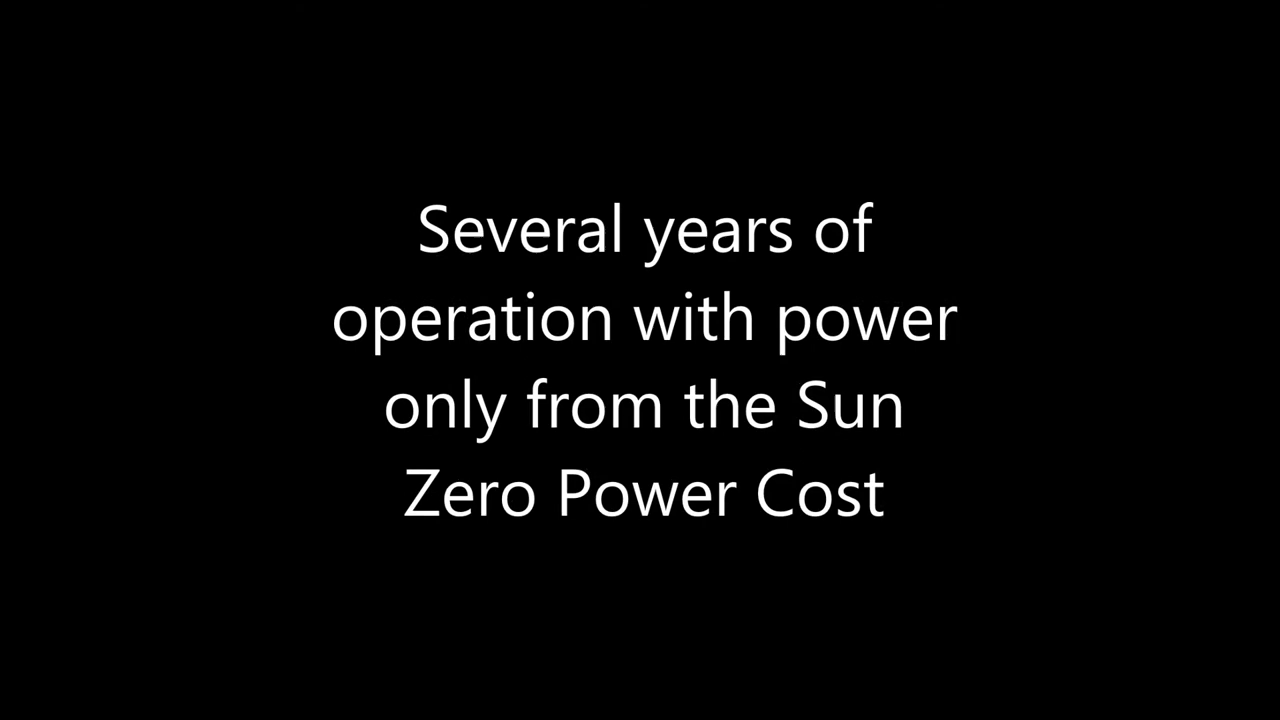 Several years of
operation with power
only from the Sun
Zero Power Cost